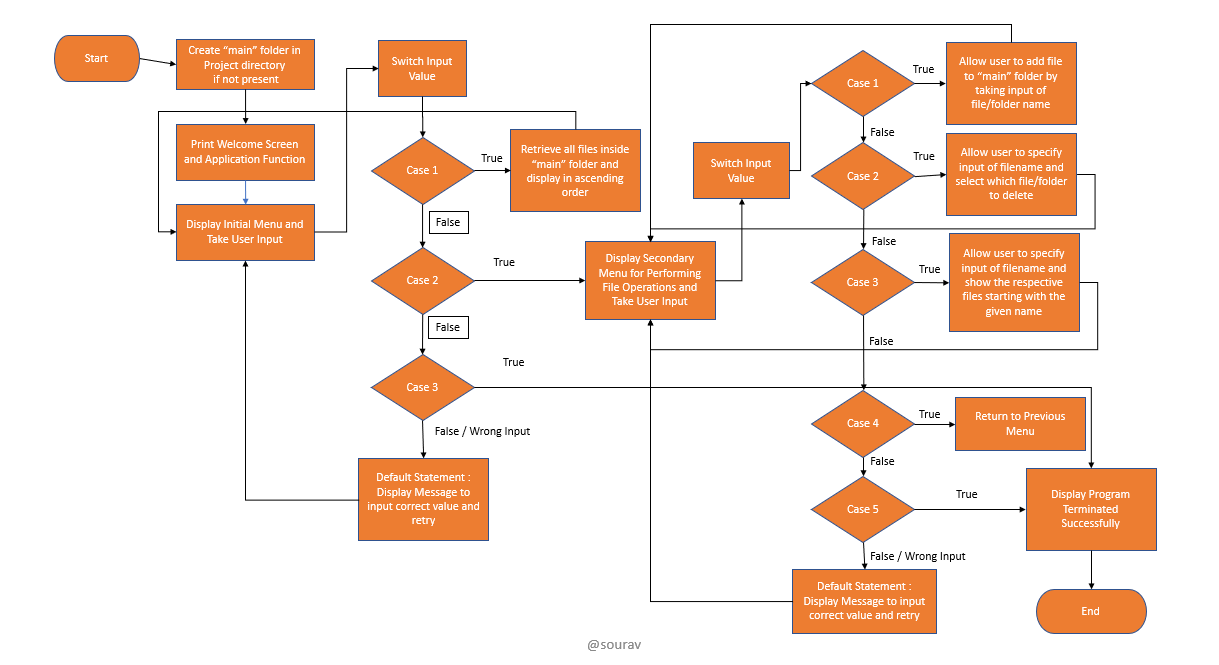 Start
Create “main” folder in
Project directory
if not present
Print Welcome Screen
and Application Function
Display Initial Menu and
Take User Input
Switch Input
Value
Case 1
True
Retrieve all files inside
“main” folder and
display in ascending
order
False
Case 2
True
False
Case 3
True
False / Wrong Input
Default Statement :
Display Message to
input correct value and
retry
Display Secondary
Menu for Performing
File Operations and
Take User Input
Switch Input
Value
Case 1
True
Allow user to add file
to “main” folder by
taking input of
file/folder name
False
Case 2
True
Allow user to specify
input of filename and
select which file/folder
to delete
False
Case 3
True
Allow user to specify
input of filename and
show the respective
files starting with the
given name
False
Case 4
True
Return to Previous
Menu
False
Case 5
True
Display Program
Terminated
Successfully
False / Wrong Input
Default Statement :
Display Message to input
correct value and retry
End
@sourav